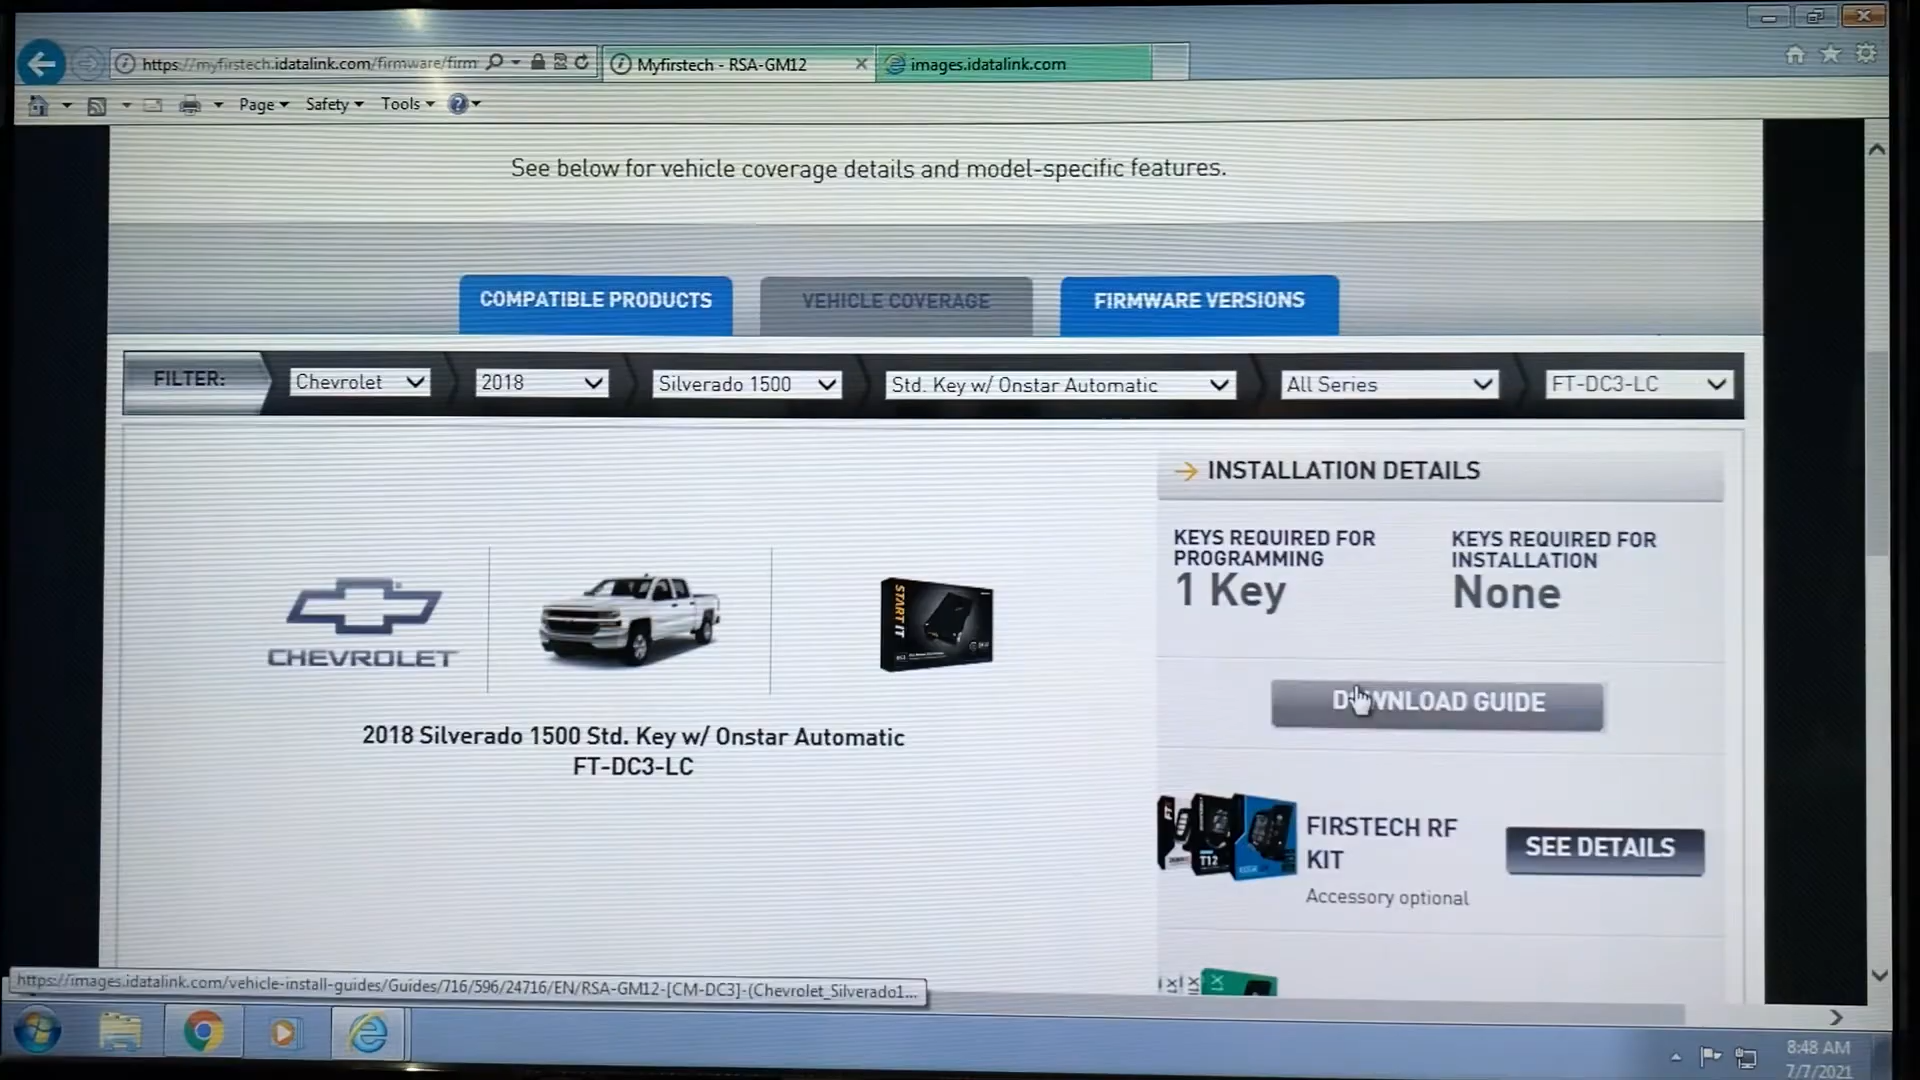 https://myfirstech.idatalink.com/firmware/firm
Myfirstech - RSA-GM12
images.idatalink.com
Page
Safety
Tools
See below for vehicle coverage details and model-specific features.
COMPATIBLE PRODUCTS
VEHICLE COVERAGE
FIRMWARE VERSIONS
FILTER:
Chevrolet
2018
Silverado 1500
Std. Key w/ Onstar Automatic
All Series
FT-DC3-LC
INSTALLATION DETAILS
KEYS REQUIRED FOR
PROGRAMMING
1 Key
KEYS REQUIRED FOR
INSTALLATION
None
CHEVROLET
START IT
2018 Silverado 1500 Std. Key w/ Onstar Automatic
FT-DC3-LC
DOWNLOAD GUIDE
T12
FIRSTECH RF
KIT
Accessory optional
SEE DETAILS
https://images.idatalink.com/vehicle-install-guides/Guides/716/596/24716/EN/RSA-GM12-[CM-DC3]-(Chevrolet_Silverado1...
8:48 AM
7/7/2021